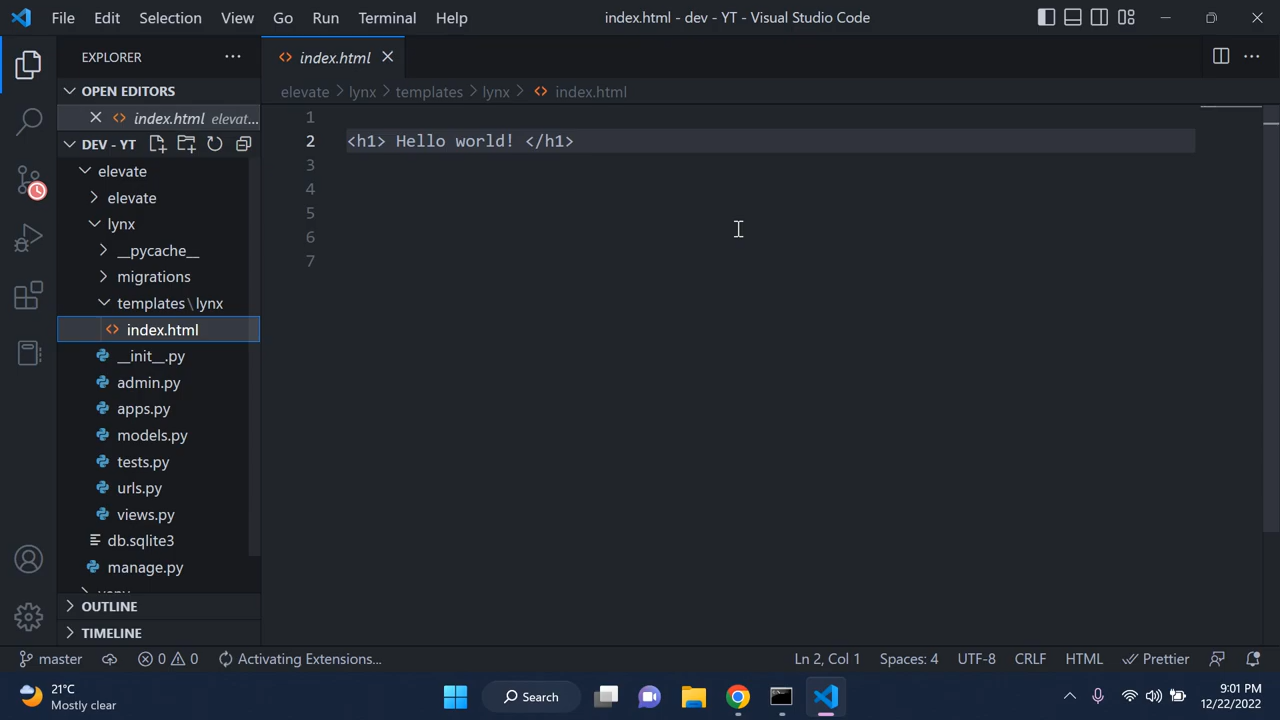 File Edit Selection View Go Run Terminal Help
index.html - dev - YT - Visual Studio Code
EXPLORER
OPEN EDITORS
index.html elevat...
DEV - YT
elevate
elevate
lynx
__pycache__
migrations
templates\lynx
index.html
__init__.py
admin.py
apps.py
models.py
tests.py
urls.py
views.py
db.sqlite3
manage.py
OUTLINE
TIMELINE
index.html
elevate > lynx > templates > lynx > index.html
1
2 <h1> Hello world! </h1>
3
4
5
6
7
master 0 0 Activating Extensions... Ln 2, Col 1 Spaces: 4 UTF-8 CRLF HTML Prettier
21°C
Mostly clear
Search
9:01 PM
12/22/2022